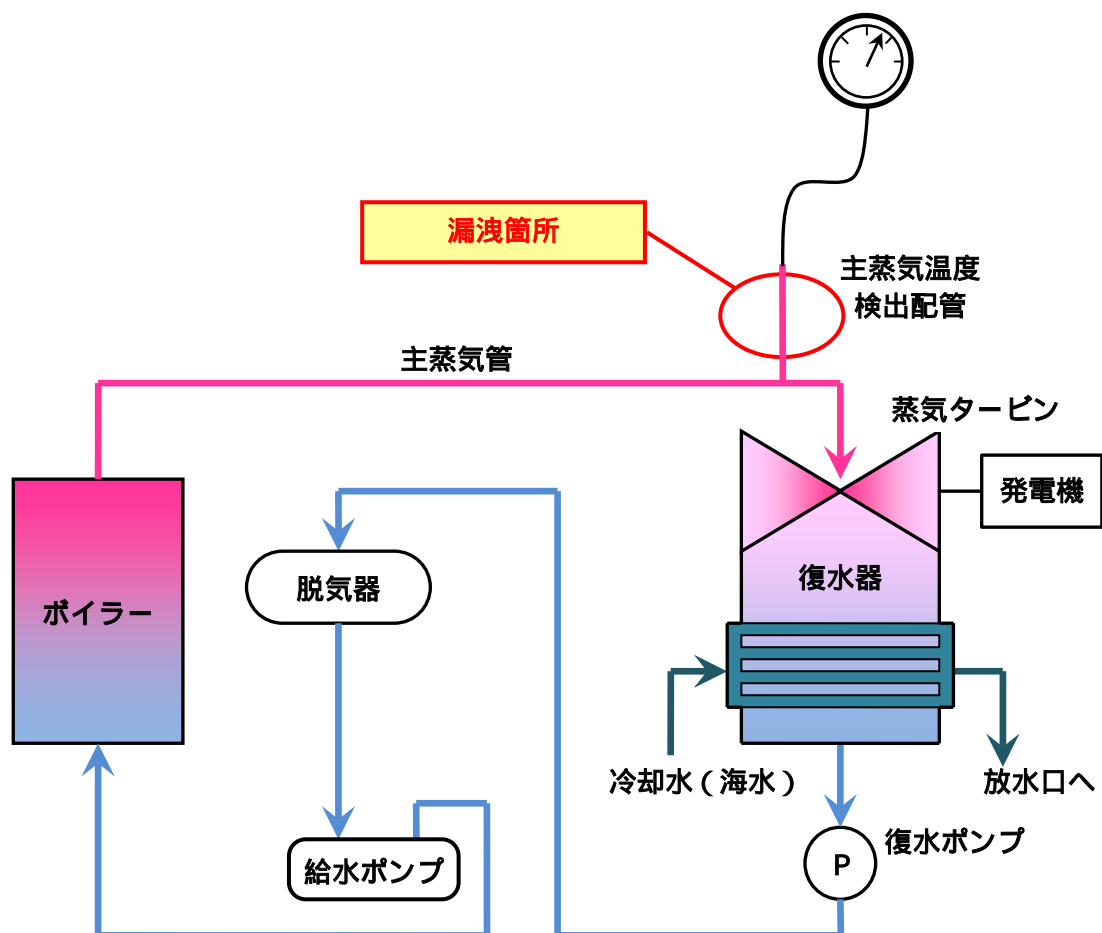 漏洩箇所
主蒸気温度
検出配管
主蒸気管
蒸気タービン
発電機
復水器
脱気器
ボイラー
冷却水（海水）
放水口へ
復水ポンプ
P
給水ポンプ